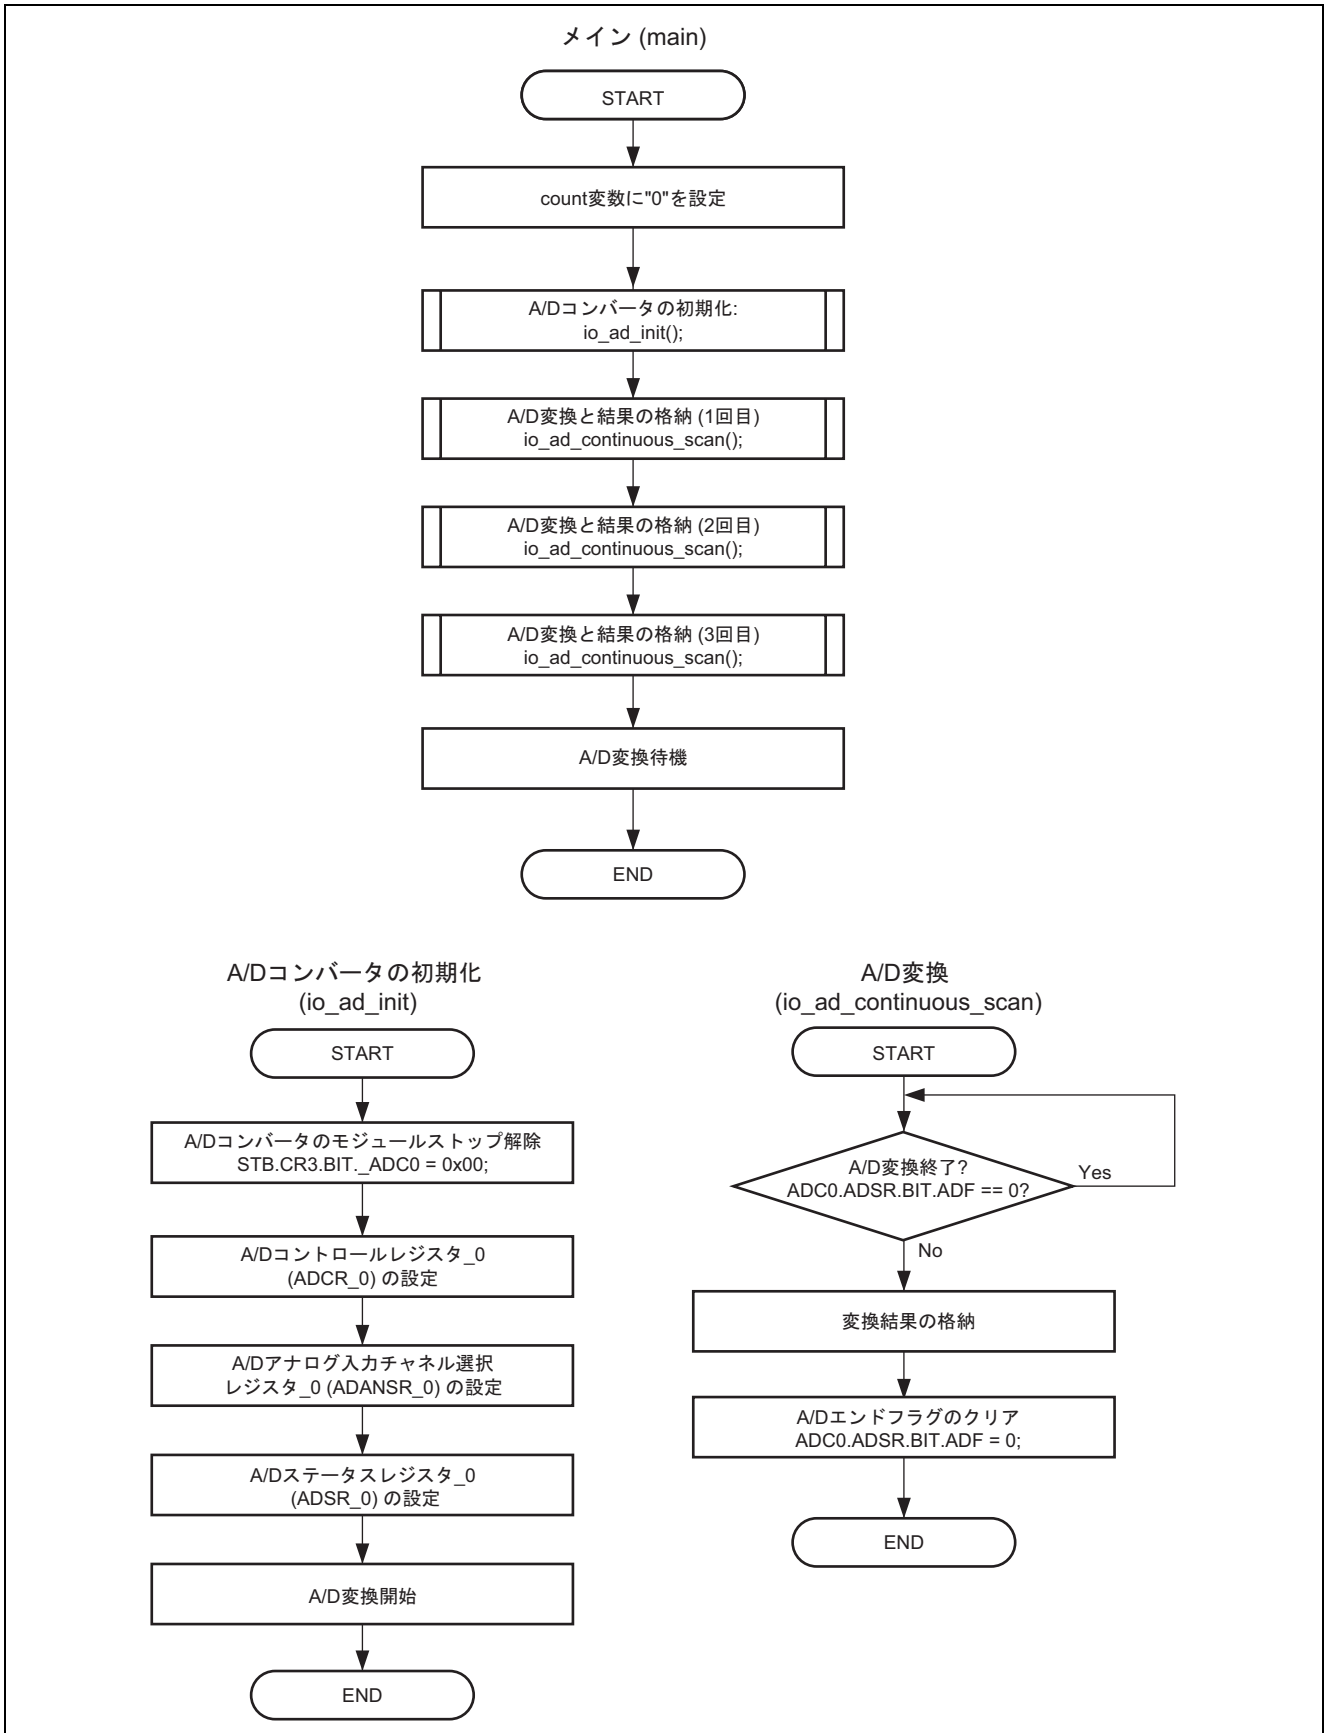 メイン (main)
START
count変数に"0"を設定
A/Dコンバータの初期化:
io_ad_init();
A/D変換と結果の格納 (1回目)
io_ad_continuous_scan();
A/D変換と結果の格納 (2回目)
io_ad_continuous_scan();
A/D変換と結果の格納 (3回目)
io_ad_continuous_scan();
A/D変換待機
END
A/Dコンバータの初期化
(io_ad_init)
START
A/Dコンバータのモジュールストップ解除
STB.CR3.BIT._ADC0 = 0x00;
A/Dコントロールレジスタ_0
(ADCR_0) の設定
A/Dアナログ入力チャネル選択
レジスタ_0 (ADANSR_0) の設定
A/Dステータスレジスタ_0
(ADSR_0) の設定
A/D変換開始
END
A/D変換
(io_ad_continuous_scan)
START
A/D変換終了?
ADC0.ADSR.BIT.ADF == 0?
Yes
No
変換結果の格納
A/Dエンドフラグのクリア
ADC0.ADSR.BIT.ADF = 0;
END